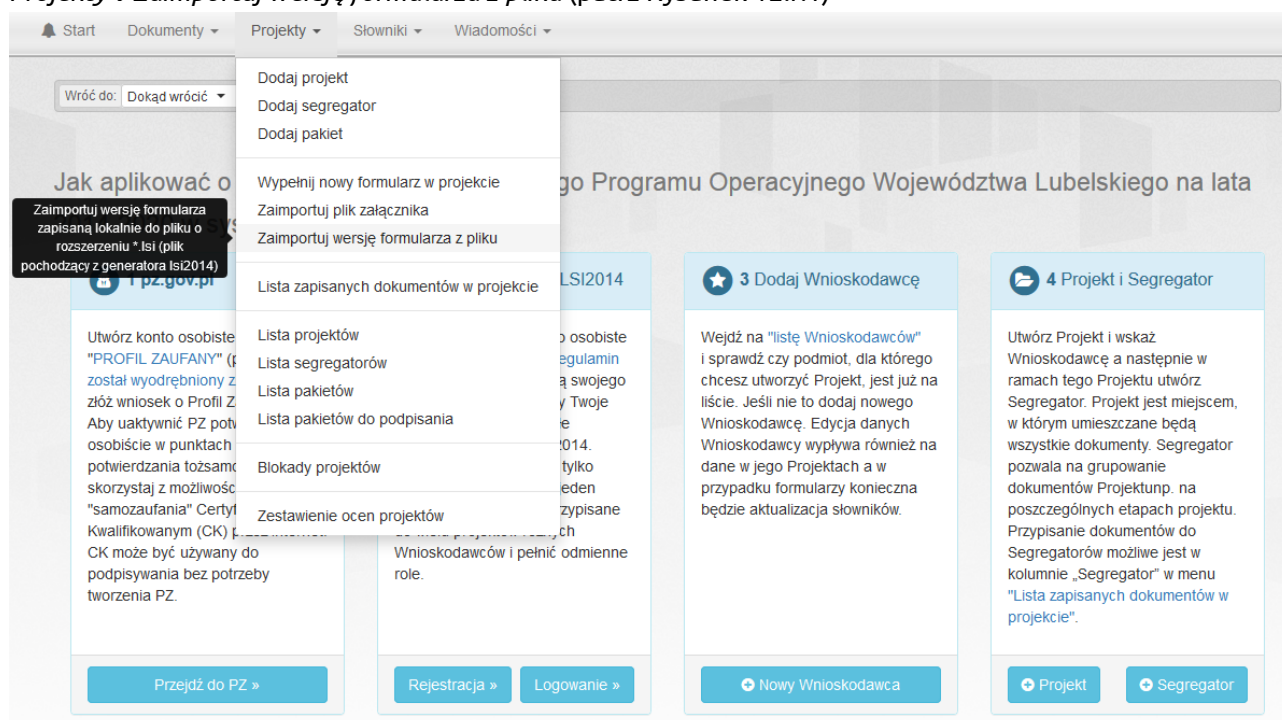 Start Dokumenty Projekty Słowniki Wiadomości
Wróć do: Dokąd wrócić
Dodaj projekt
Dodaj segregator
Dodaj pakiet
Wypełnij nowy formularz w projekcie
Zaimportuj plik załącznika
Zaimportuj wersję formularza z pliku
Lista zapisanych dokumentów w projekcie
Lista projektów
Lista segregatorów
Lista pakietów
Lista pakietów do podpisania
Blokady projektów
Zestawienie ocen projektów
Zaimportuj wersję formularza
zapisaną lokalnie do pliku o
rozszerzeniu *.lsi (plik
pochodzący z generatora lsi2014)
Jak aplikować o go Programu Operacyjnego Województwa Lubelskiego na lata
1 pz.gov.pl
Utwórz konto osobiste
"PROFIL ZAUFANY"
został wyodrębniony
złóż wniosek o Profil
Aby uaktywnić PZ
osobiście w punktach
potwierdzania
skorzystaj z
"samozaufania"
Kwalifikowanym (CK)
CK może być używany do
podpisywania bez potrzeby
tworzenia PZ.
Przejdź do PZ »
LSI2014
osobiste
swojego
Twoje
2014.
tylko
Wnioskodawców i pełnić odmienne
role.
Rejestracja » Logowanie »
3 Dodaj Wnioskodawcę
Wejdź na "listę Wnioskodawców"
i sprawdź czy podmiot, dla którego
chcesz utworzyć Projekt, jest już na
liście. Jeśli nie to dodaj nowego
Wnioskodawcę. Edycja danych
Wnioskodawcy wypływa również na
dane w jego Projektach a w
przypadku formularzy konieczna
będzie aktualizacja słowników.
Nowy Wnioskodawca
4 Projekt i Segregator
Utwórz Projekt i wskaż
Wnioskodawcę a następnie w
ramach tego Projektu utwórz
Segregator. Projekt jest miejscem,
w którym umieszczane będą
wszystkie dokumenty. Segregator
pozwala na grupowanie
dokumentów Projektunp. na
poszczególnych etapach projektu.
Przypisanie dokumentów do
Segregatorów możliwe jest w
kolumnie „Segregator" w menu
"Lista zapisanych dokumentów w
projekcie".
Projekt Segregator